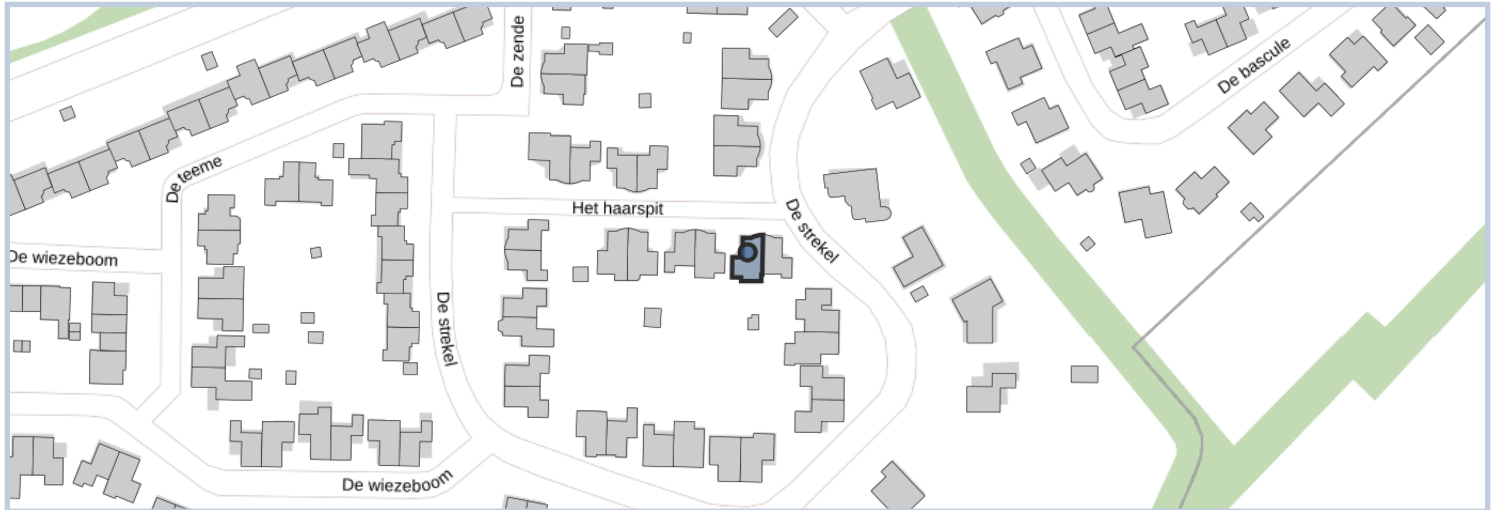 De zende
De bascule
De teeme
Het haarspit
De strekel
De wiezeboom
De strekel
De wiezeboom